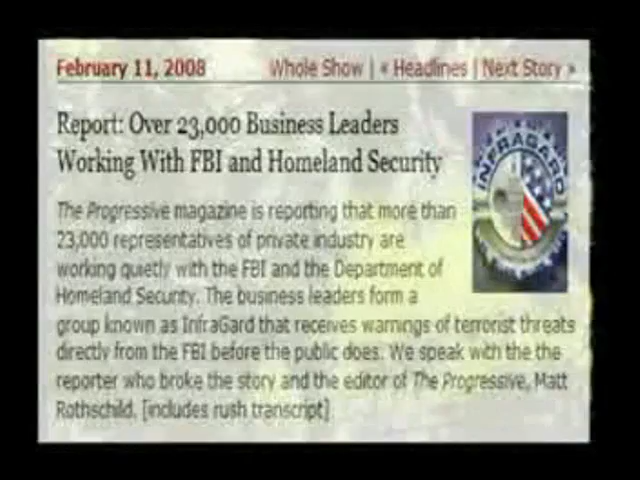 February 11, 2008 Whole Show | « Headlines | Next Story »
Report: Over 23,000 Business Leaders
Working With FBI and Homeland Security
INFRAGARD
The Progressive magazine is reporting that more than
23,000 representatives of private industry are
working quietly with the FBI and the Department of
Homeland Security. The business leaders form a
group known as InfraGard that receives warnings of terrorist threats
directly from the FBI before the public does. We speak with the the
reporter who broke the story and the editor of The Progressive, Matt
Rothschild. [includes rush transcript]